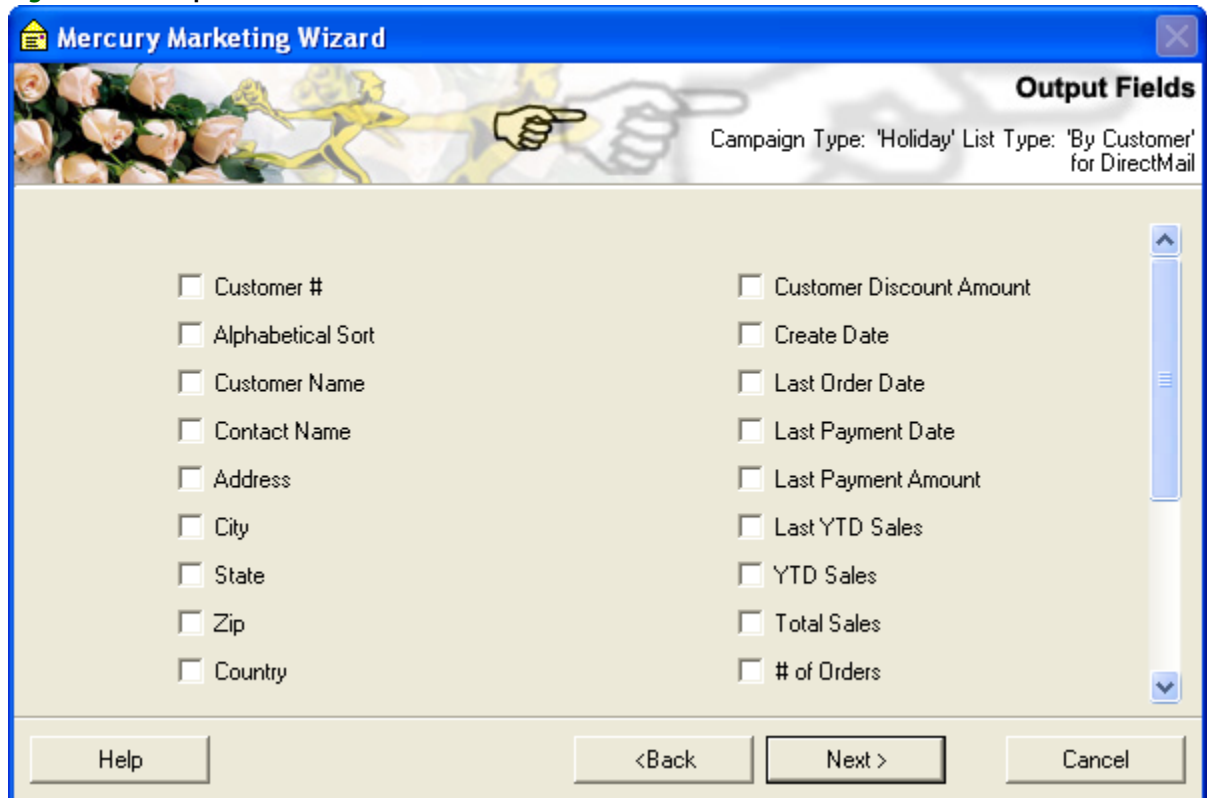 Mercury Marketing Wizard
Output Fields
Campaign Type: 'Holiday' List Type: 'By Customer'
for DirectMail
Customer #
Alphabetical Sort
Customer Name
Contact Name
Address
City
State
Zip
Country
Customer Discount Amount
Create Date
Last Order Date
Last Payment Date
Last Payment Amount
Last YTD Sales
YTD Sales
Total Sales
# of Orders
Help
<Back
Next >
Cancel